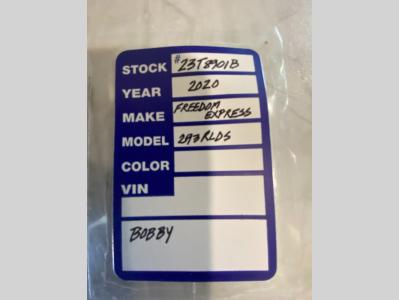 STOCK #23T8901B
YEAR 2020
MAKE FREEDOM
EXPRESS
MODEL 293RLDS
COLOR
VIN
BOBBY